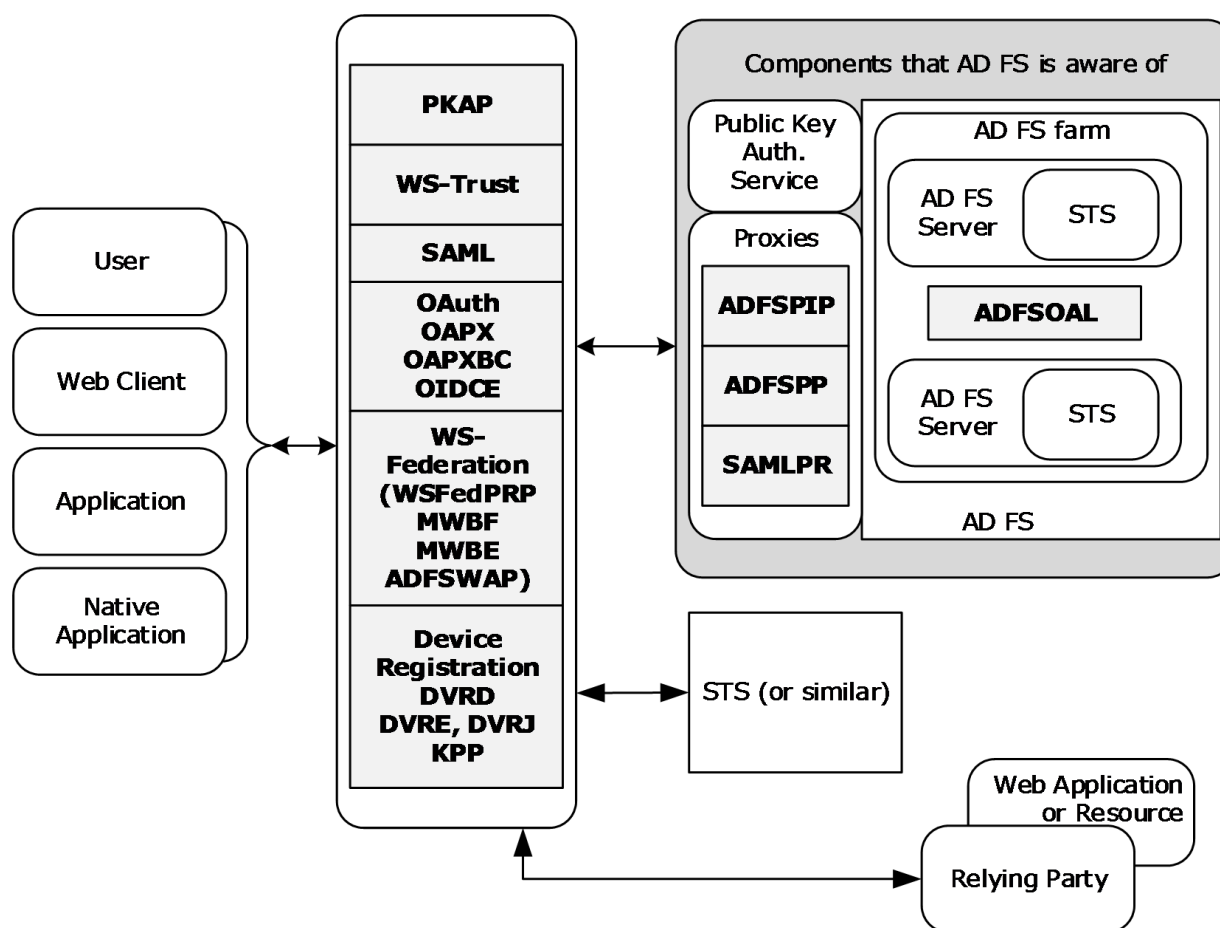 User
Web Client
Application
Native
Application
PKAP
WS-Trust
SAML
OAuth
OAPX
OAPXBC
OIDCE
WS-
Federation
(WSFedPRP
MWBF
MWBE
ADFSWAP)
Device
Registration
DVRD
DVRE, DVRJ
KPP
Components that AD FS is aware of
Public Key
Auth.
Service
Proxies
ADFSPIP
ADFSPP
SAMLPR
AD FS farm
AD FS
Server
STS
ADFSOAL
AD FS
Server
STS
AD FS
STS (or similar)
Web Application
or Resource
Relying Party